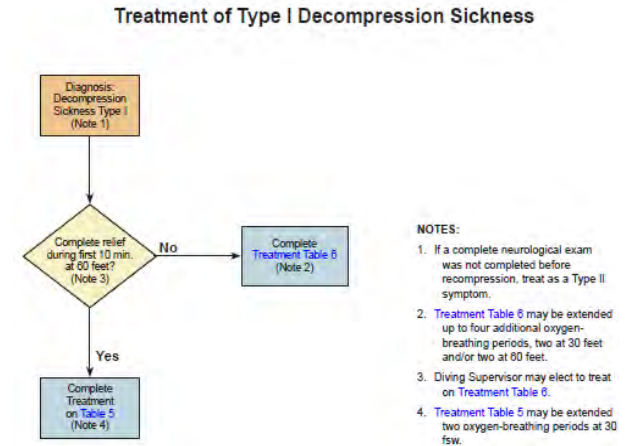 Treatment of Type I Decompression Sickness
Diagnosis:
Decompression
Sickness Type I
(Note 1)
Complete relief
during first 10 min.
at 60 feet?
(Note 3)
No
Complete
Treatment Table 6
(Note 2)
Yes
Complete
Treatment
on Table 5
(Note 4)
NOTES:
1. If a complete neurological exam
was not completed before
recompression, treat as a Type II
symptom.
2. Treatment Table 6 may be extended
up to four additional oxygen-
breathing periods, two at 30 feet
and/or two at 60 feet.
3. Diving Supervisor may elect to treat
on Treatment Table 6.
4. Treatment Table 5 may be extended
two oxygen-breathing periods at 30
fsw.